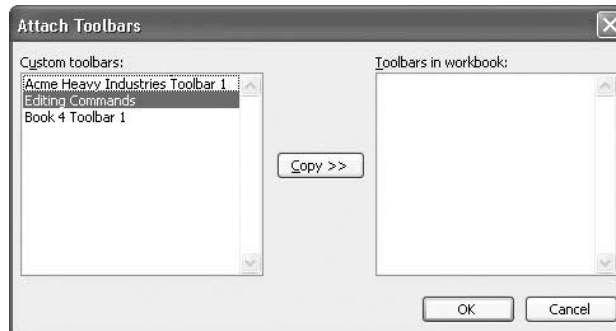 Attach Toolbars
Custom toolbars:
Toolbars in workbook:
Acme Heavy Industries Toolbar 1
Editing Commands
Book 4 Toolbar 1
Copy >>
OK
Cancel